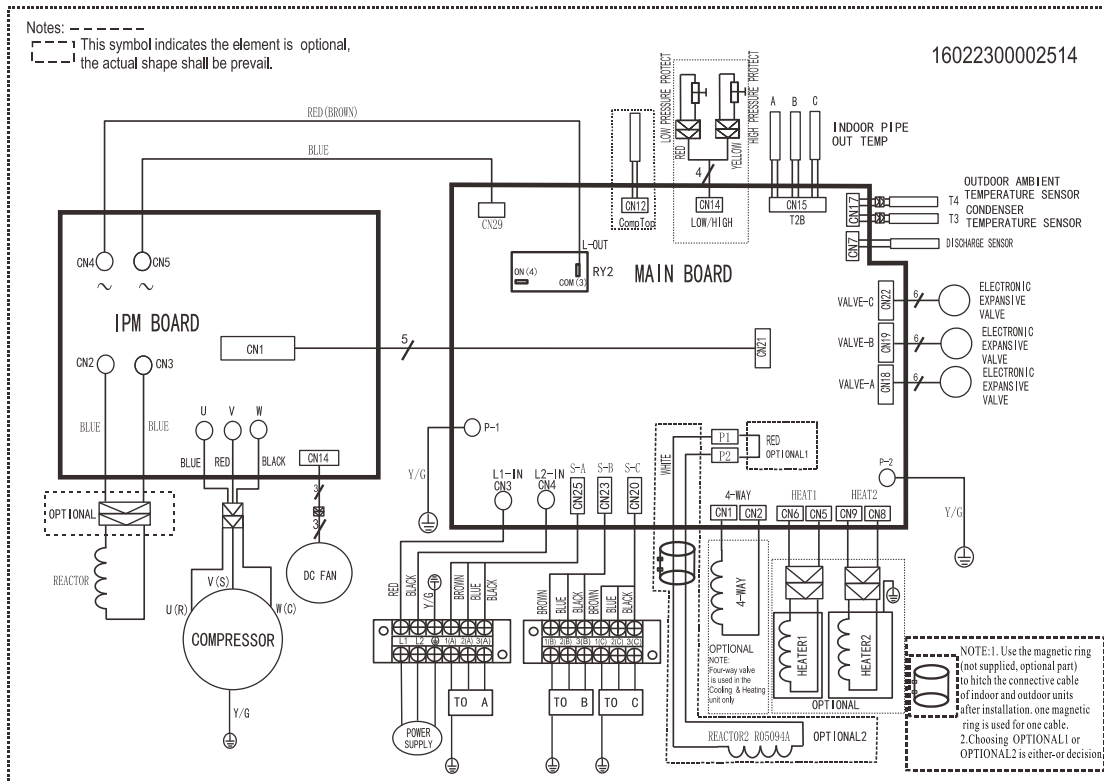 Notes:
This symbol indicates the element is optional,
the actual shape shall be prevail.
16022300002514
RED(BROWN)
BLUE
LOW PRESSURE PROTECT
HIGH PRESSURE PROTECT
RED
YELLOW
4
A B C
INDOOR PIPE
OUT TEMP
CN12
CompTop
CN14
LOW/HIGH
CN15
T2B
CN17
T4
OUTDOOR AMBIENT
TEMPERATURE SENSOR
T3
CONDENSER
TEMPERATURE SENSOR
CN7
DISCHARGE SENSOR
CN29
L-OUT
ON(4)
COM(3)
RY2
MAIN BOARD
CN4
CN5
IPM BOARD
CN1
5
CN21
VALVE-C
CN22
6
ELECTRONIC
EXPANSIVE
VALVE
VALVE-B
CN19
6
ELECTRONIC
EXPANSIVE
VALVE
VALVE-A
CN18
6
ELECTRONIC
EXPANSIVE
VALVE
CN2
CN3
BLUE
BLUE
U V W
BLUE
RED
BLACK
CN14
3
3
DC FAN
OPTIONAL
REACTOR
V(S)
U(R)
W(C)
COMPRESSOR
Y/G
P-1
Y/G
L1-IN
CN3
L2-IN
CN4
S-A
CN25
S-B
CN23
S-C
CN20
WHITE
P1
P2
RED
OPTIONAL1
P-2
Y/G
4-WAY
CN1
CN2
HEAT1
CN6
CN5
HEAT2
CN9
CN8
RED
BLACK
Y/G
BROWN
BLUE
BLACK
BROWN
BLUE
BLACK
BROWN
BLUE
BLACK
L1 L2 1(A) 2(A) 3(A)
1(B) 2(B) 3(B) 1(C) 2(C) 3(C)
POWER
SUPPLY
TO A
TO B
TO C
4-WAY
OPTIONAL
NOTE:
Four-way valve
is used in the
Cooling & Heating
unit only
HEATER1
HEATER2
OPTIONAL
REACTOR2 R05094A
OPTIONAL2
NOTE:1. Use the magnetic ring
(not supplied, optional part)
to hitch the connective cable
of indoor and outdoor units
after installation. one magnetic
ring is used for one cable.
2.Choosing OPTIONAL1 or
OPTIONAL2 is either-or decision